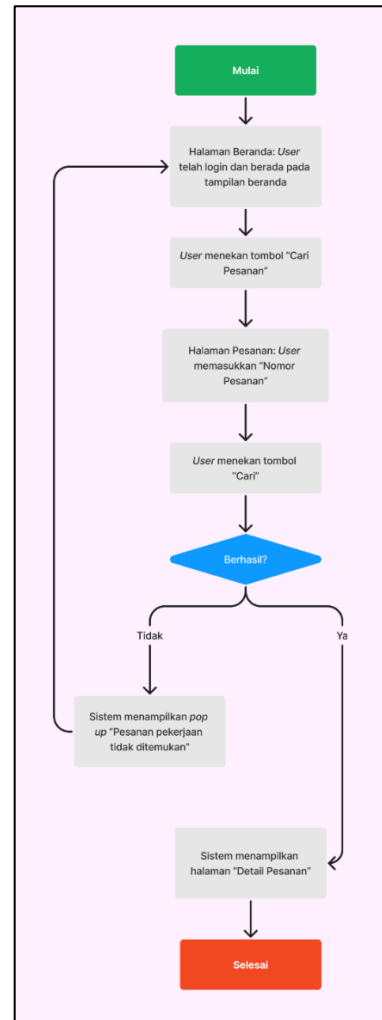 Mulai
Halaman Beranda: User
telah login dan berada pada
tampilan beranda
User menekan tombol "Cari
Pesanan"
Halaman Pesanan: User
memasukkan "Nomor
Pesanan"
User menekan tombol
"Cari"
Berhasil?
Tidak
Ya
Sistem menampilkan pop
up "Pesanan pekerjaan
tidak ditemukan"
Sistem menampilkan
halaman "Detail Pesanan"
Selesai